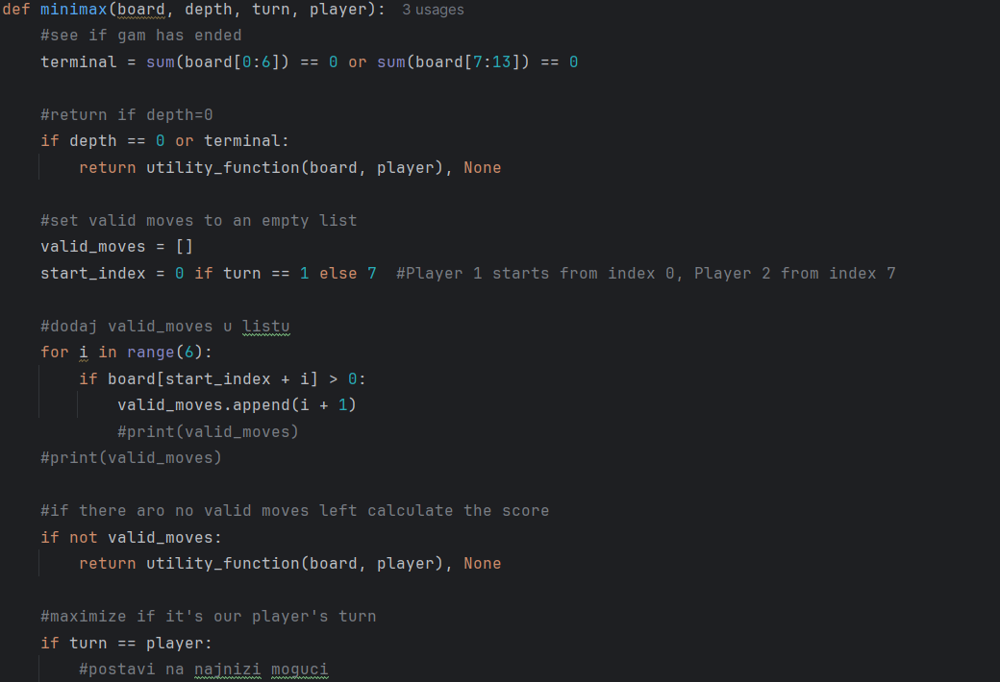 def minimax(board, depth, turn, player):  3 usages
    #see if gam has ended
    terminal = sum(board[0:6]) == 0 or sum(board[7:13]) == 0

    #return if depth=0
    if depth == 0 or terminal:
        return utility_function(board, player), None

    #set valid moves to an empty list
    valid_moves = []
    start_index = 0 if turn == 1 else 7  #Player 1 starts from index 0, Player 2 from index 7

    #dodaj valid_moves u listu
    for i in range(6):
        if board[start_index + i] > 0:
            valid_moves.append(i + 1)
            #print(valid_moves)
    #print(valid_moves)

    #if there aro no valid moves left calculate the score
    if not valid_moves:
        return utility_function(board, player), None

    #maximize if it's our player's turn
    if turn == player:
        #postavi na najnizi moguci